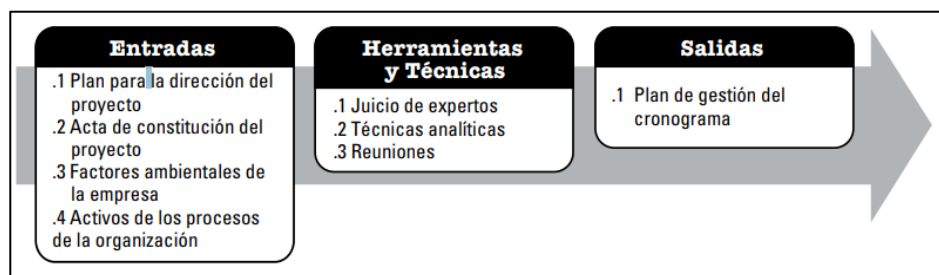 Entradas
.1 Plan para la dirección del
proyecto
.2 Acta de constitución del
proyecto
.3 Factores ambientales de
la empresa
.4 Activos de los procesos
de la organización
Herramientas
y Técnicas
.1 Juicio de expertos
.2 Técnicas analíticas
.3 Reuniones
Salidas
.1 Plan de gestión del
cronograma